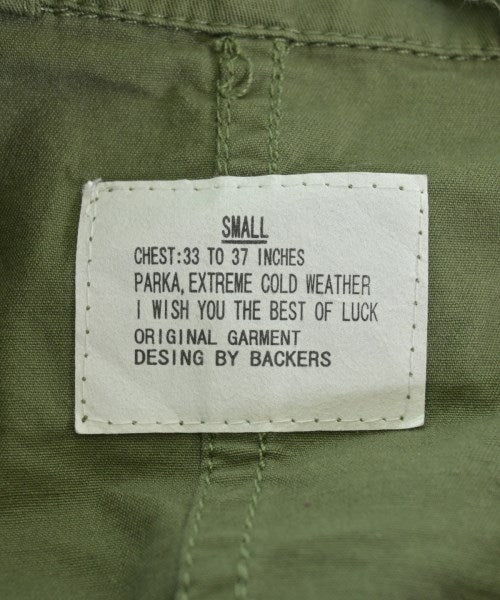 SMALL
CHEST:33 TO 37 INCHES
PARKA,EXTREME COLD WEATHER
I WISH YOU THE BEST OF LUCK
ORIGINAL GARMENT
DESING BY BACKERS